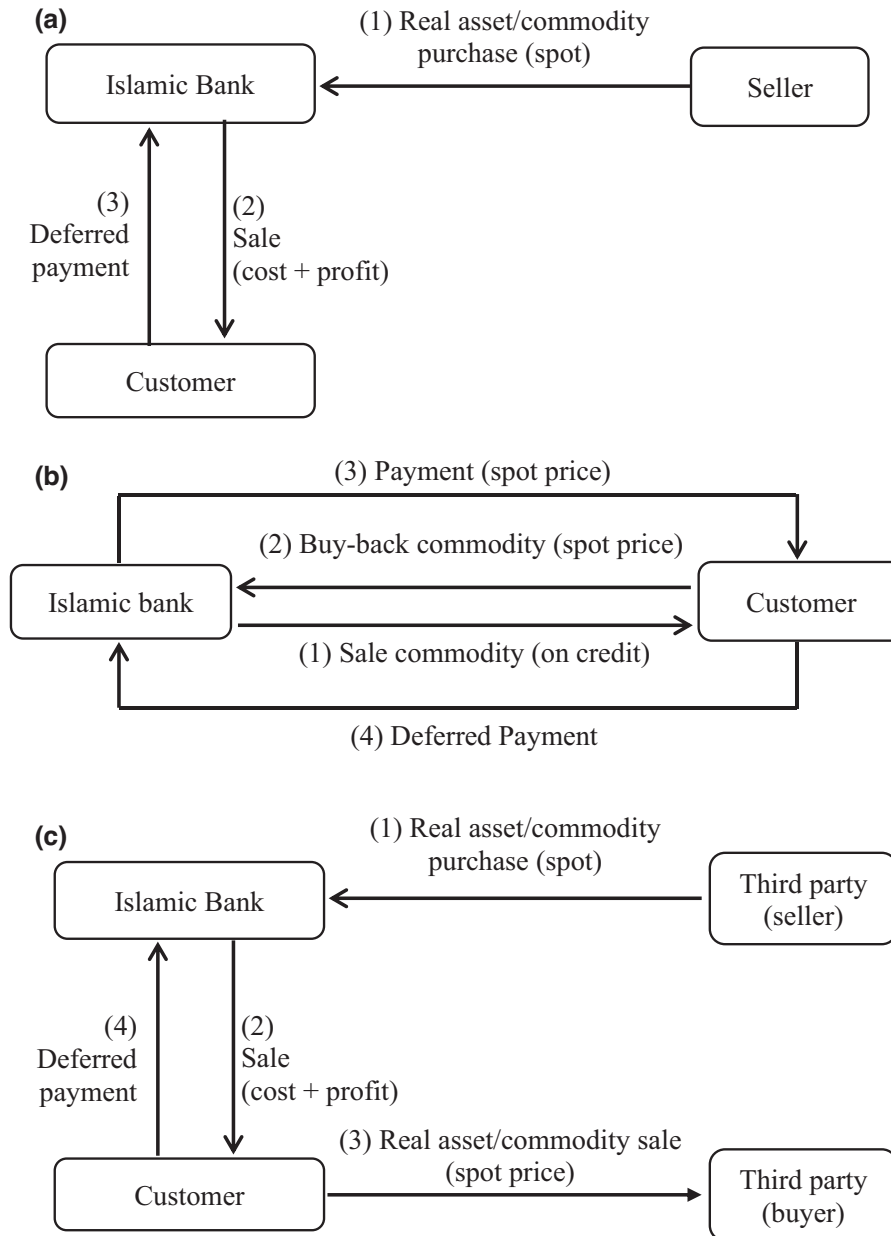 (a)
(1) Real asset/commodity
purchase (spot)
Islamic Bank
Seller
(3)
Deferred
payment
(2)
Sale
(cost + profit)
Customer
(b)
(3) Payment (spot price)
(2) Buy-back commodity (spot price)
Islamic bank
Customer
(1) Sale commodity (on credit)
(4) Deferred Payment
(c)
(1) Real asset/commodity
purchase (spot)
Islamic Bank
Third party
(seller)
(4)
Deferred
payment
(2)
Sale
(cost + profit)
(3) Real asset/commodity sale
(spot price)
Customer
Third party
(buyer)